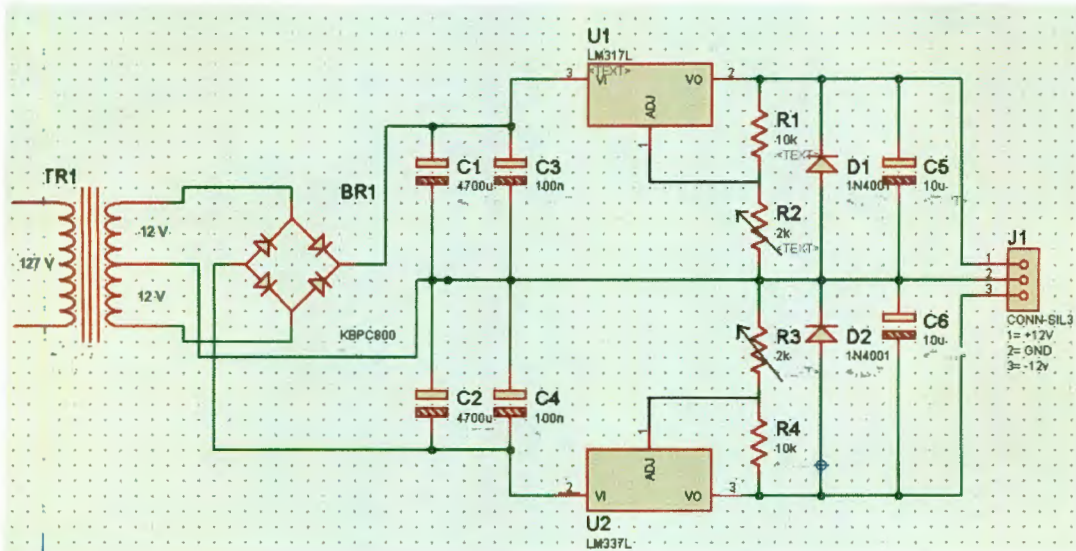 U1
LM317L
<TEXT>
3
VI
VO
2
ADJ
1
R1
10k
<TEXT>
D1
1N4001
C5
10u
TR1
127 V
12 V
12 V
BR1
KBPC800
C1
4700u
C3
100n
R2
2k
<TEXT>
J1
1
2
3
CONN-SIL3
1= +12V
2= GND
3= -12v
R3
2k
D2
1N4001
C6
10u
C2
4700u
C4
100n
R4
10k
1
ADJ
2
VI
VO
3
U2
LM337L